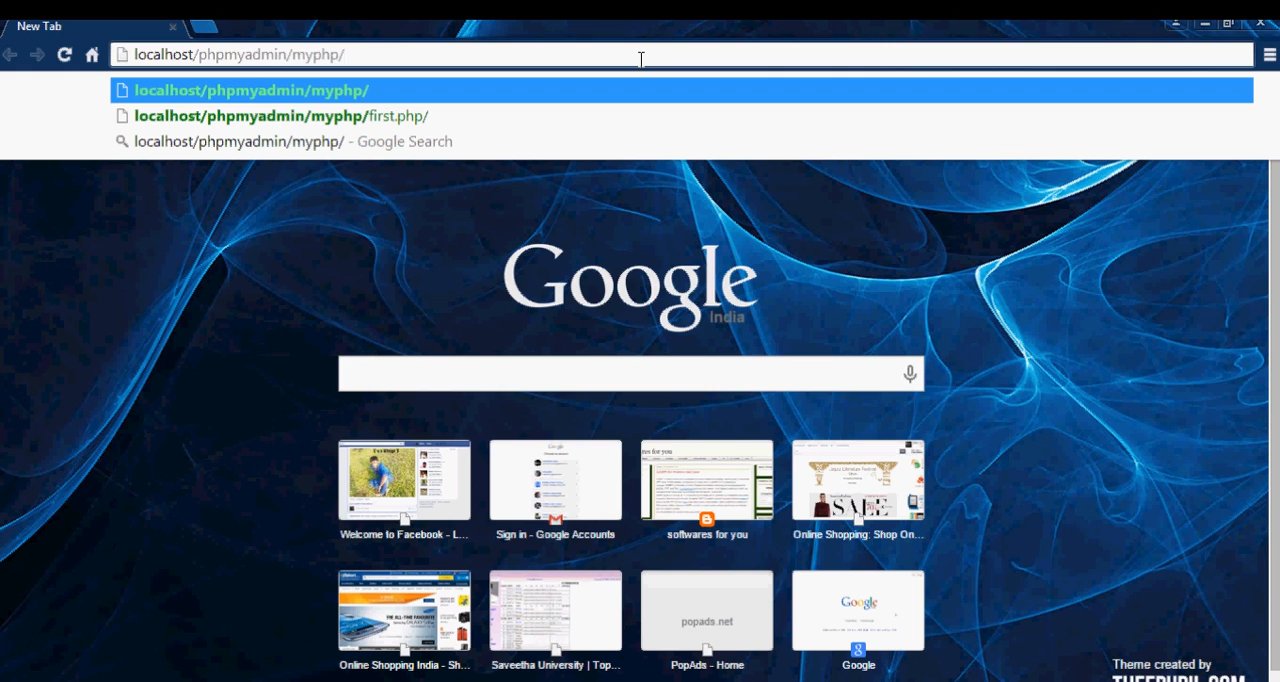 New Tab
localhost/phpmyadmin/myphp/
localhost/phpmyadmin/myphp/
localhost/phpmyadmin/myphp/first.php/
localhost/phpmyadmin/myphp/ - Google Search
Google
India
Welcome to Facebook - L...
Sign in - Google Accounts
softwares for you
Online Shopping: Shop On...
SALE
popads.net
Google
Online Shopping India - Sh...
Saveetha University | Top...
PopAds - Home
Google
Theme created by